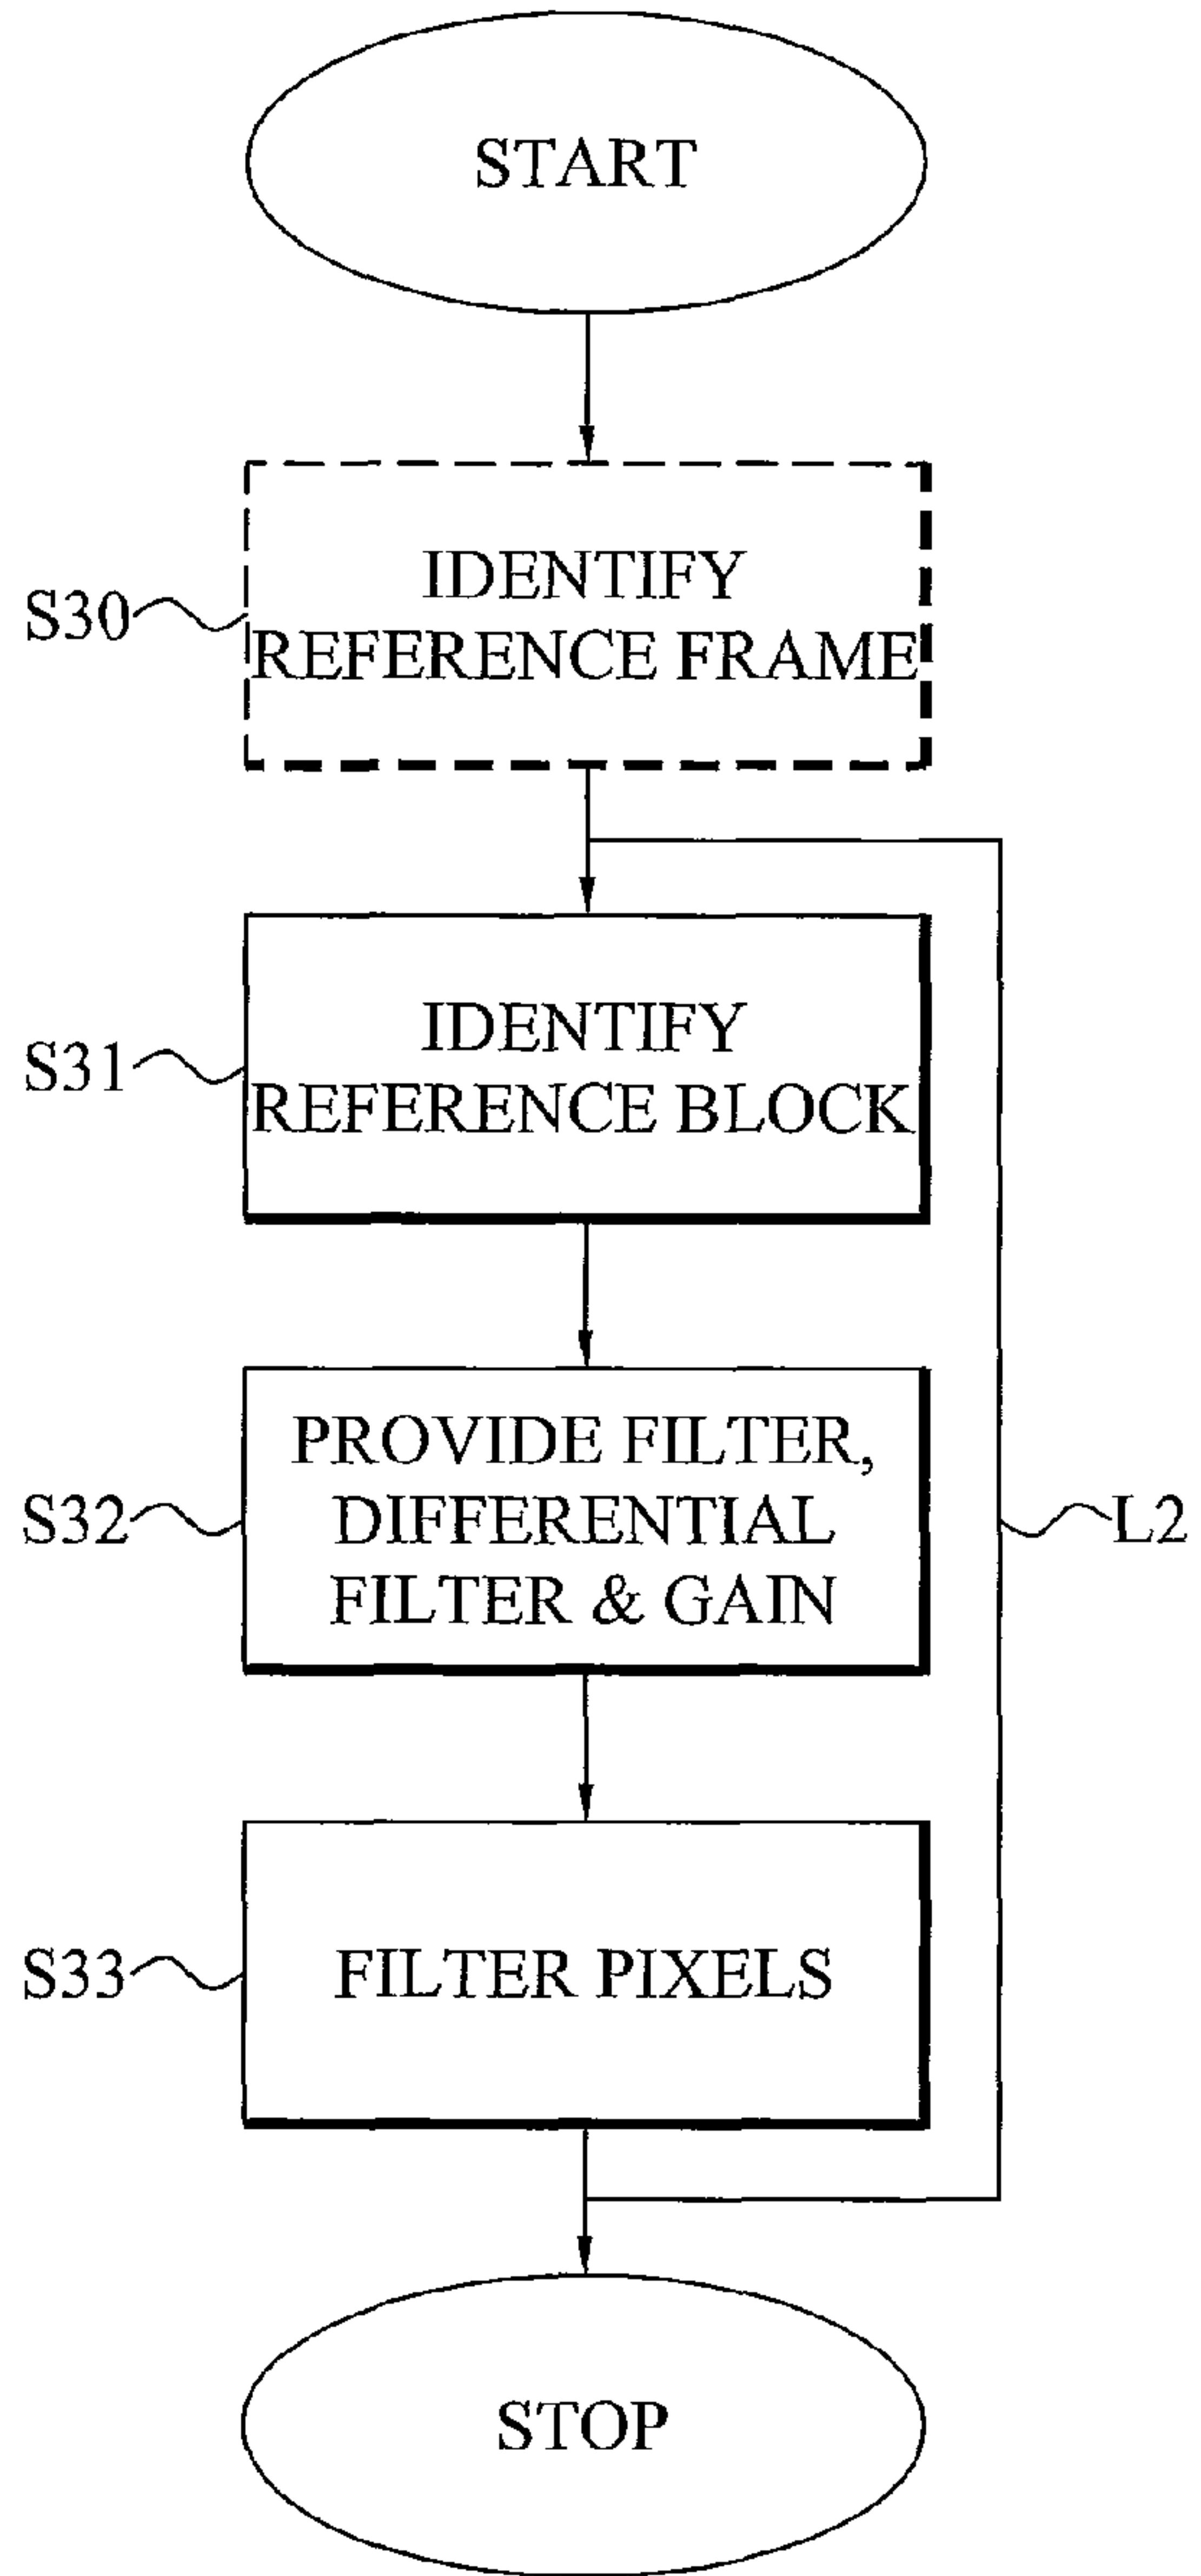 START
S30
IDENTIFY
REFERENCE FRAME
S31
IDENTIFY
REFERENCE BLOCK
S32
PROVIDE FILTER,
DIFFERENTIAL
FILTER & GAIN
L2
S33
FILTER PIXELS
STOP